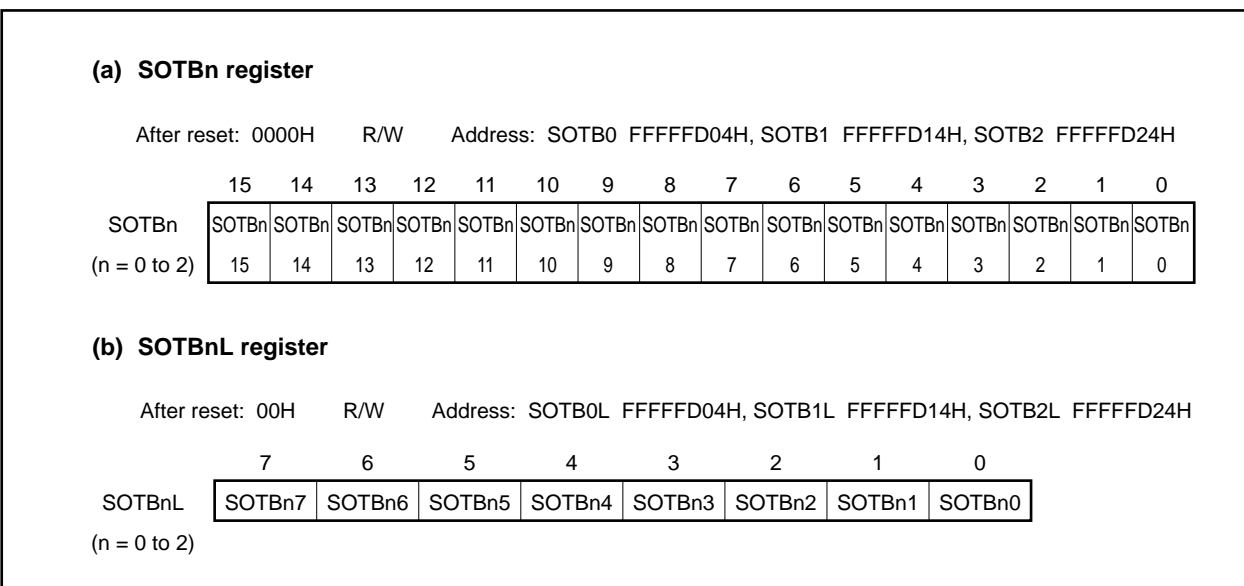 (a) SOTBn register
After reset: 0000H R/W Address: SOTB0 FFFFFD04H, SOTB1 FFFFFD14H, SOTB2 FFFFFD24H
15 14 13 12 11 10 9 8 7 6 5 4 3 2 1 0
SOTBn SOTBn SOTBn SOTBn SOTBn SOTBn SOTBn SOTBn SOTBn SOTBn SOTBn SOTBn SOTBn SOTBn SOTBn SOTBn SOTBn
(n = 0 to 2) 15 14 13 12 11 10 9 8 7 6 5 4 3 2 1 0
(b) SOTBnL register
After reset: 00H R/W Address: SOTB0L FFFFFD04H, SOTB1L FFFFFD14H, SOTB2L FFFFFD24H
7 6 5 4 3 2 1 0
SOTBnL SOTBn7 SOTBn6 SOTBn5 SOTBn4 SOTBn3 SOTBn2 SOTBn1 SOTBn0
(n = 0 to 2)